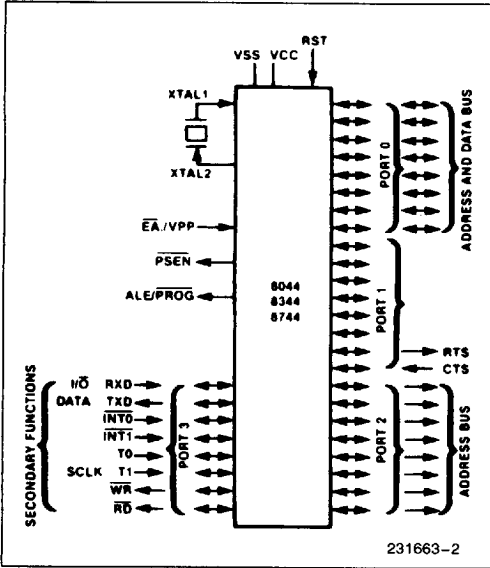 RST
VSS VCC
XTAL1
XTAL2
PORT 0
ADDRESS AND DATA BUS
EA/VPP
PSEN
ALE/PROG
8044
8344
8744
PORT 1
RTS
CTS
SECONDARY FUNCTIONS
I/O RXD
DATA TXD
INT0
INT1
T0
SCLK T1
WR
RD
PORT 3
PORT 2
ADDRESS BUS
231663-2